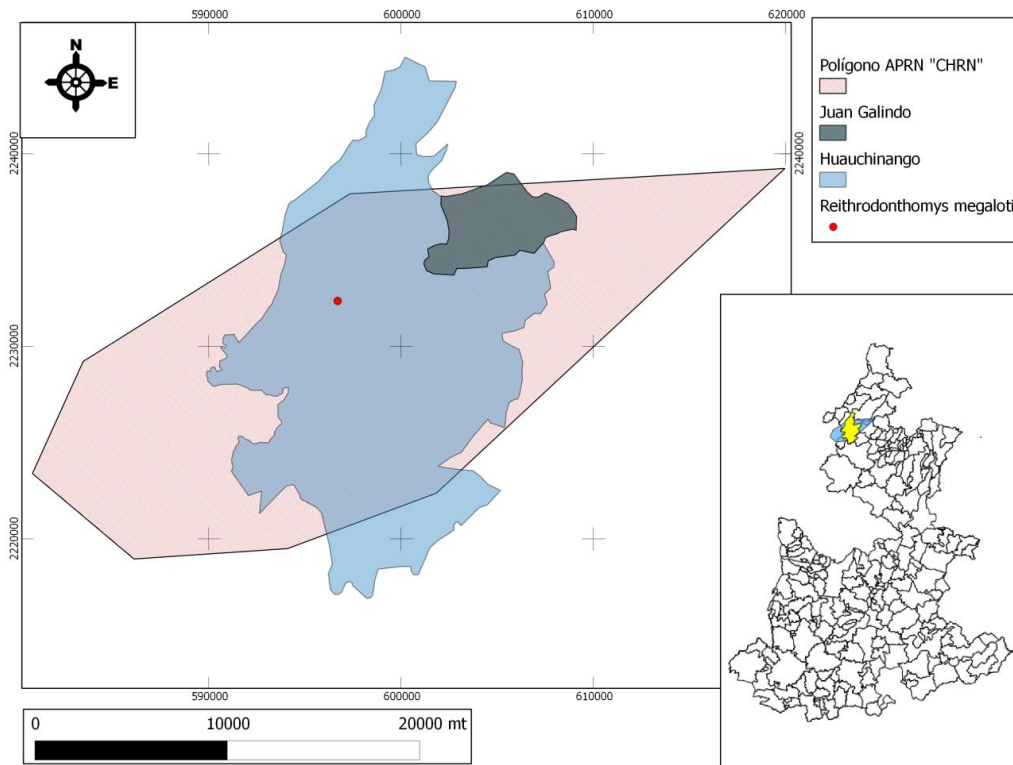 590000 600000 610000 620000
N
E
2240000 2240000
2230000
2220000
590000 600000 610000
0 10000 20000 mt
Polígono APRN "CHRN"
Juan Galindo
Huauchinango
Reithrodonthomys megaloti